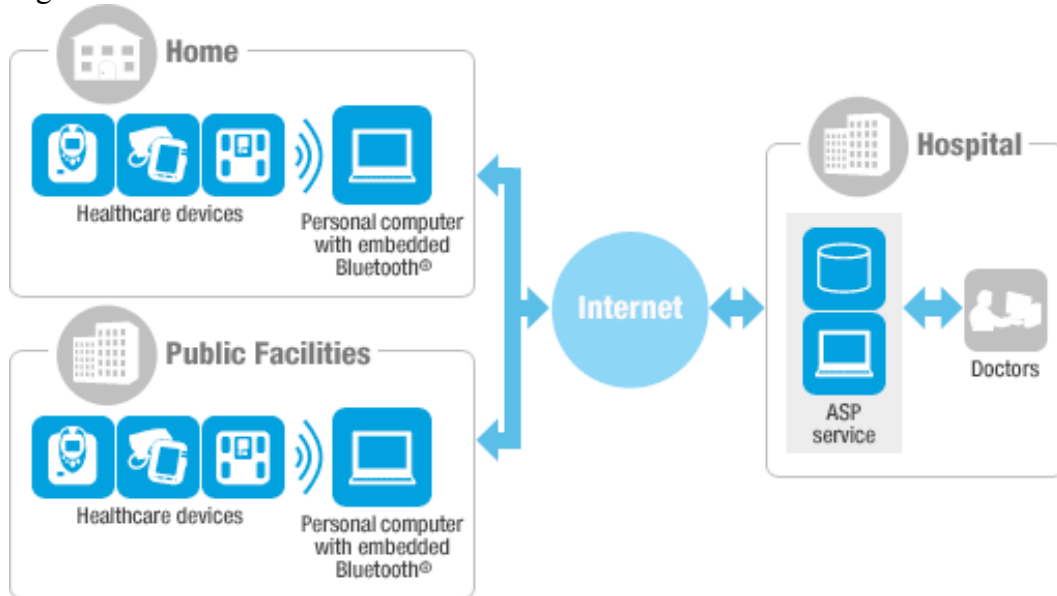 Home
Healthcare devices
Personal computer
with embedded
Bluetooth®
Public Facilities
Healthcare devices
Personal computer
with embedded
Bluetooth®
Internet
Hospital
ASP
service
Doctors